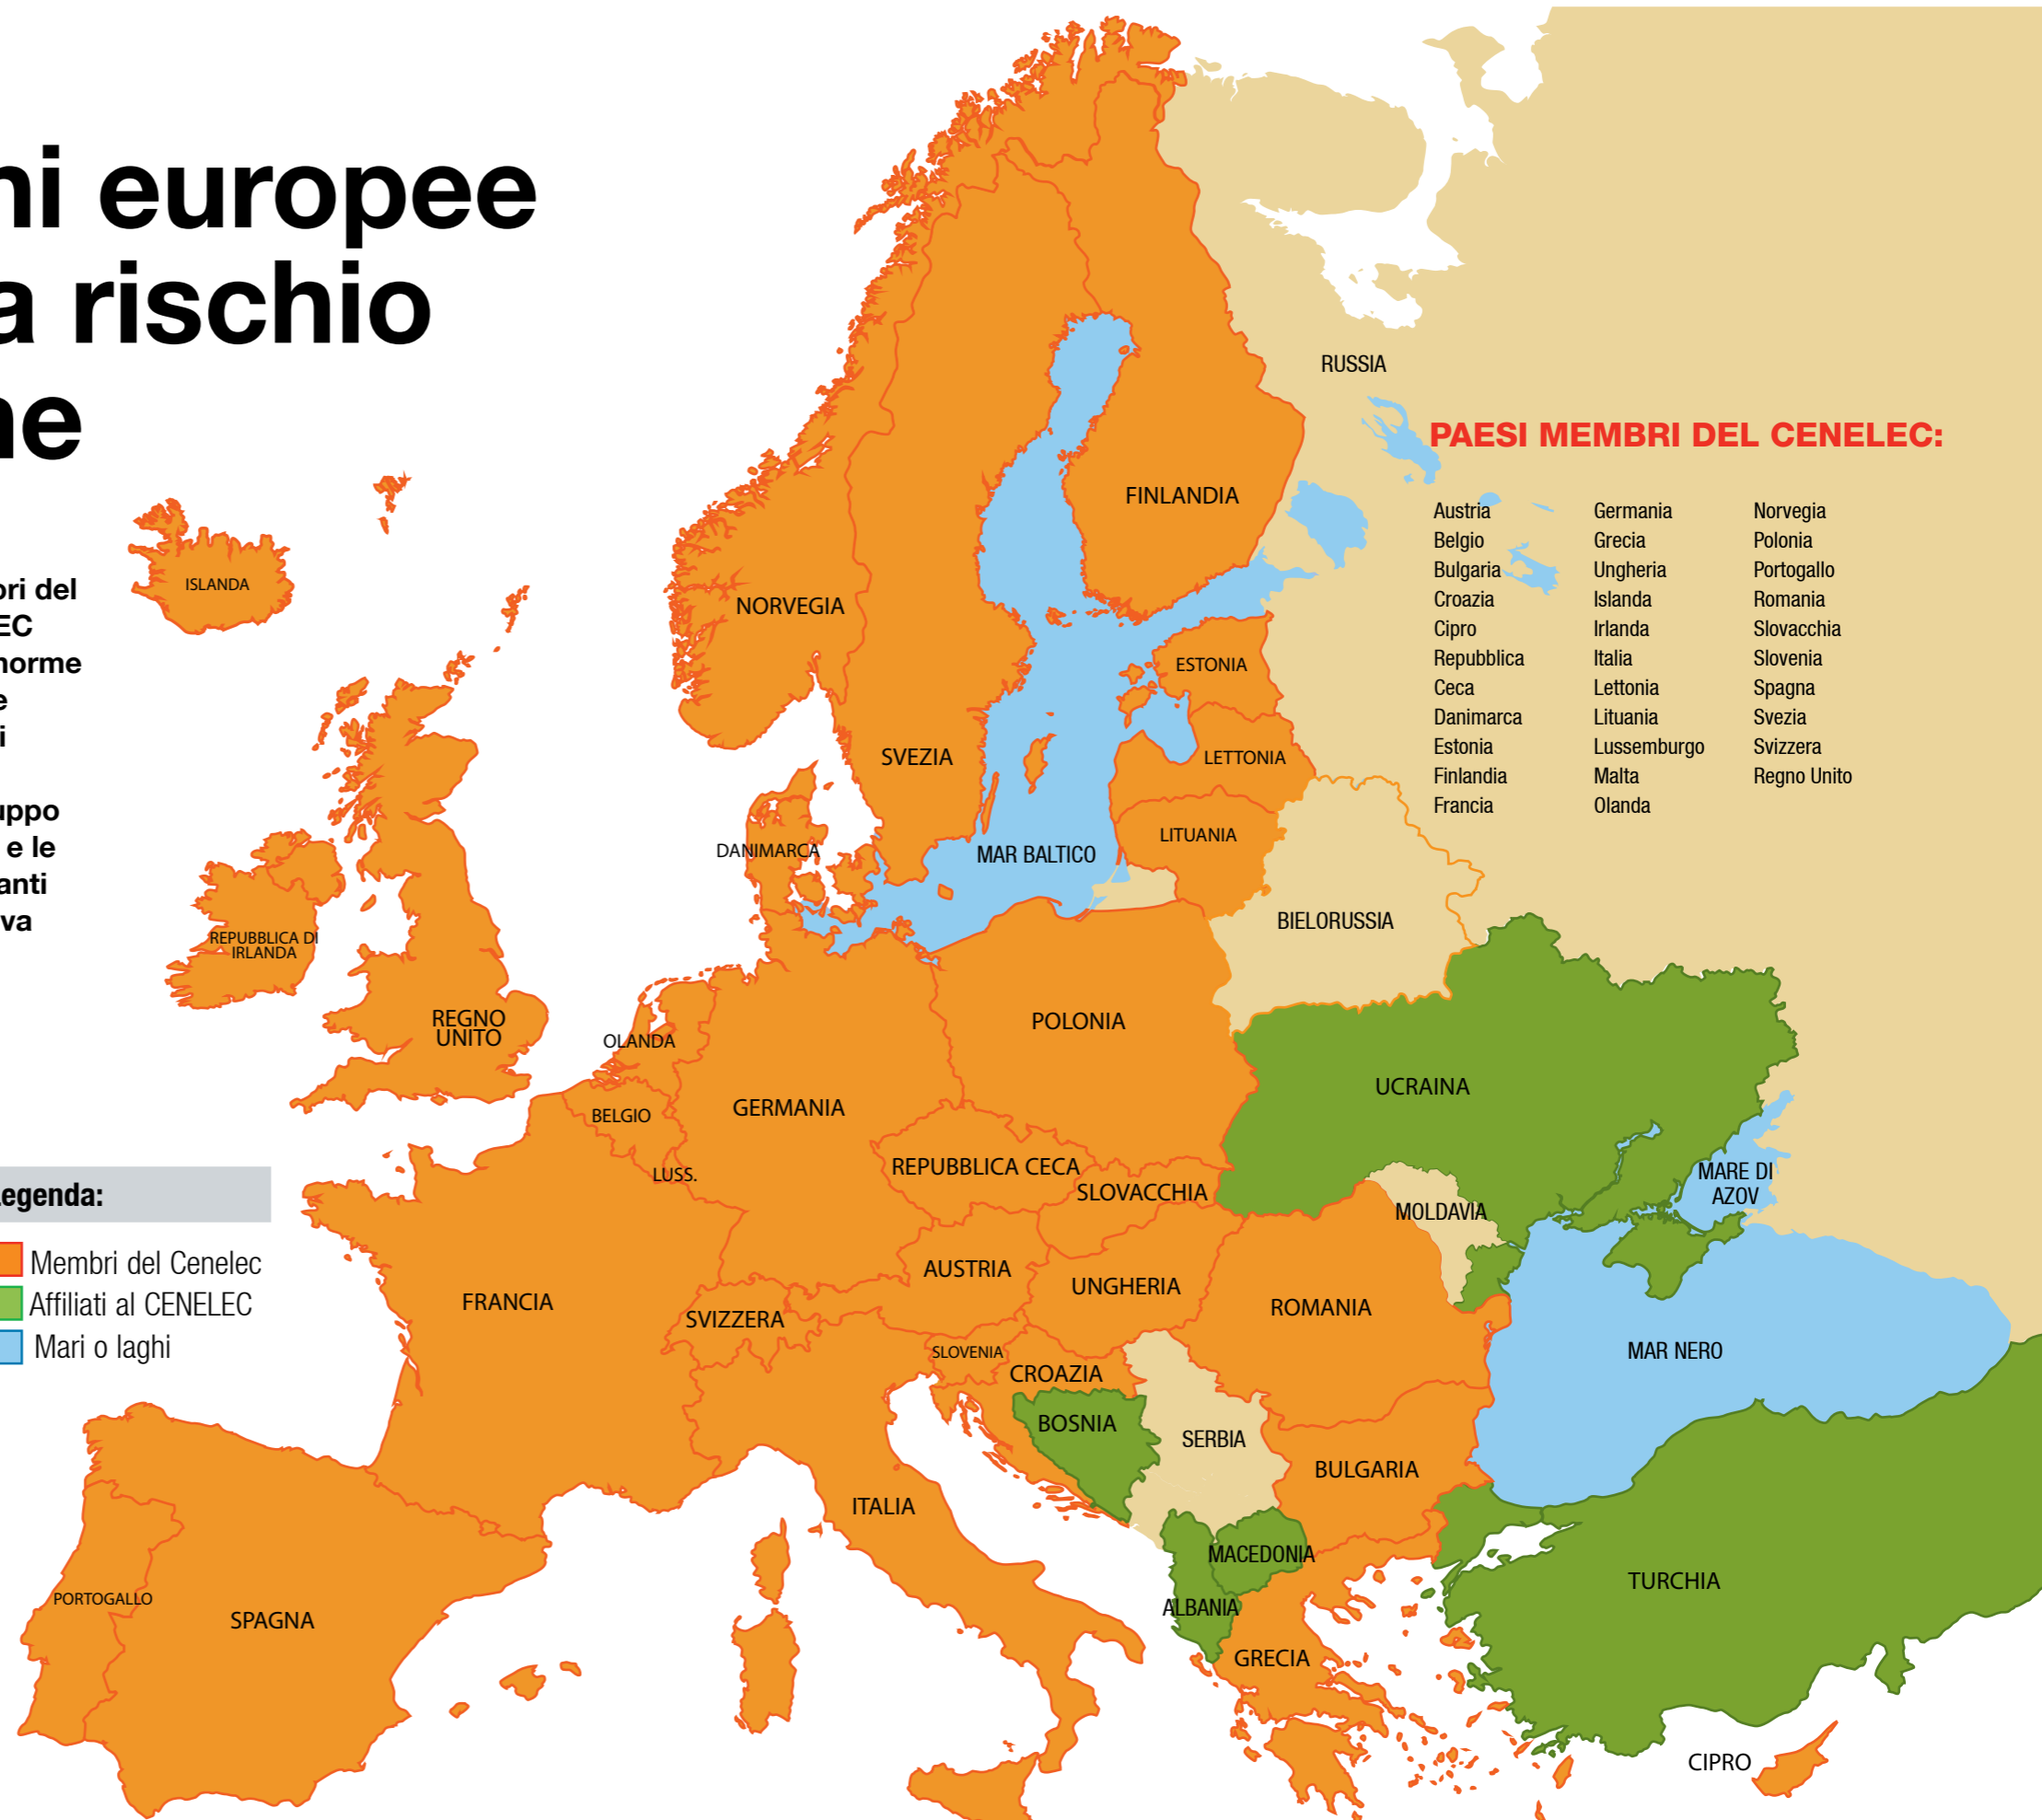 ni europee
a rischio
ne
ori del
EC
norme
e
i
uppo
e le
anti
va
Legenda:
Membri del Cenelec
Affiliati al CENELEC
Mari o laghi
PAESI MEMBRI DEL CENELEC:
Austria
Belgio
Bulgaria
Croazia
Cipro
Repubblica
Ceca
Danimarca
Estonia
Finlandia
Francia
Germania
Grecia
Ungheria
Islanda
Irlanda
Italia
Lettonia
Lituania
Lussemburgo
Malta
Olanda
Norvegia
Polonia
Portogallo
Romania
Slovacchia
Slovenia
Spagna
Svezia
Svizzera
Regno Unito
RUSSIA
FINLANDIA
ISLANDA
NORVEGIA
ESTONIA
SVEZIA
LETTONIA
LITUANIA
DANIMARCA
MAR BALTICO
BIELORUSSIA
REPUBBLICA DI
IRLANDA
REGNO
UNITO
OLANDA
POLONIA
UCRAINA
BELGIO
GERMANIA
LUSS.
REPUBBLICA CECA
SLOVACCHIA
MARE DI
AZOV
MOLDAVIA
AUSTRIA
UNGHERIA
FRANCIA
SVIZZERA
ROMANIA
SLOVENIA
CROAZIA
MAR NERO
BOSNIA
SERBIA
BULGARIA
ITALIA
MACEDONIA
TURCHIA
PORTOGALLO
SPAGNA
ALBANIA
GRECIA
CIPRO